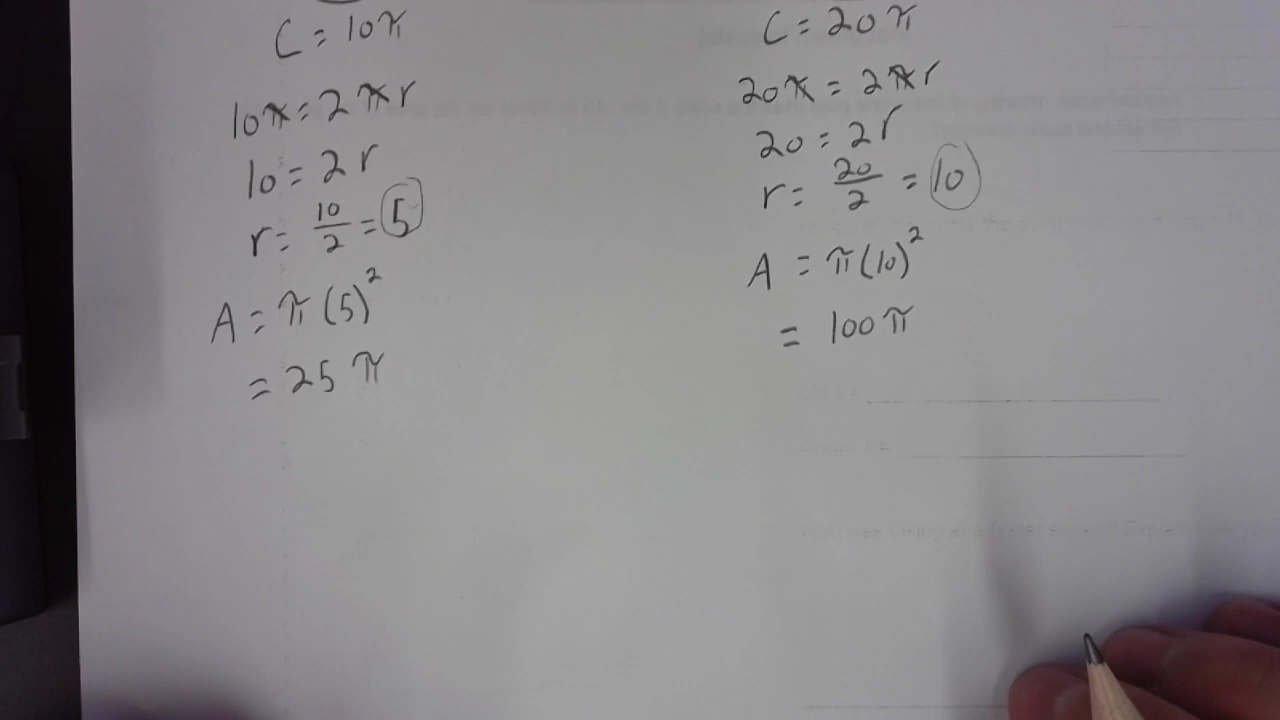 C = 10π
10π = 2πr
10 = 2r
r = 10/2 = 5
A = π(5)²
= 25π
C = 20π
20π = 2πr
20 = 2r
r = 20/2 = 10
A = π(10)²
= 100π